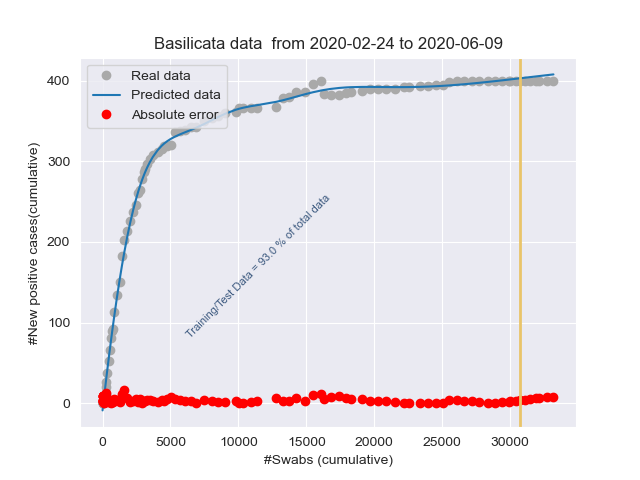 Basilicata data  from 2020-02-24 to 2020-06-09
Real data
Predicted data
Absolute error
Training/Test Data = 93.0 % of total data
#New positive cases(cumulative)
400
300
200
100
0
0
5000
10000
15000
20000
25000
30000
#Swabs (cumulative)